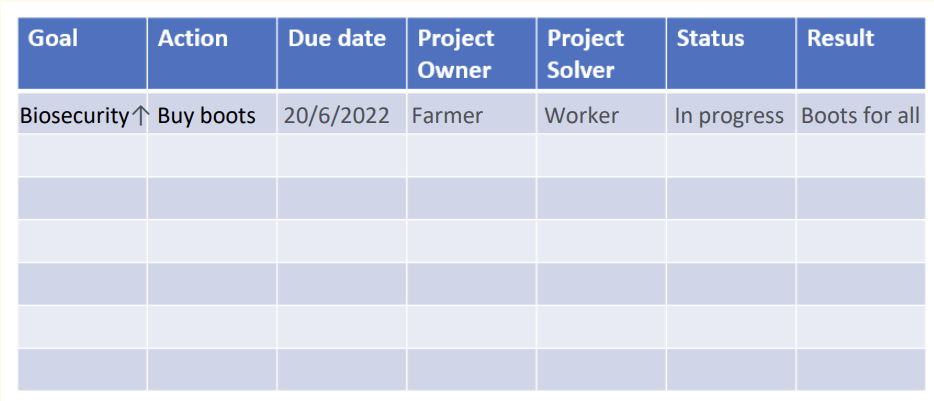 Goal Action Due date Project Owner Project Solver Status Result
Biosecurity↑ Buy boots 20/6/2022 Farmer Worker In progress Boots for all